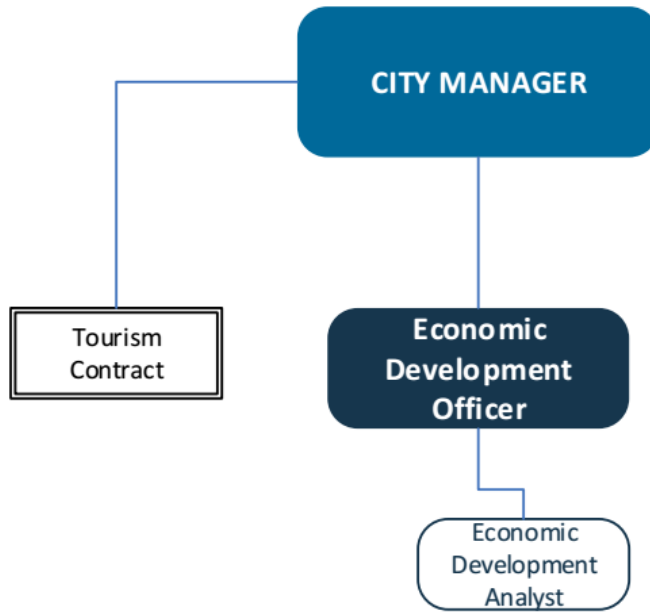 CITY MANAGER
Tourism
Contract
Economic
Development
Officer
Economic
Development
Analyst